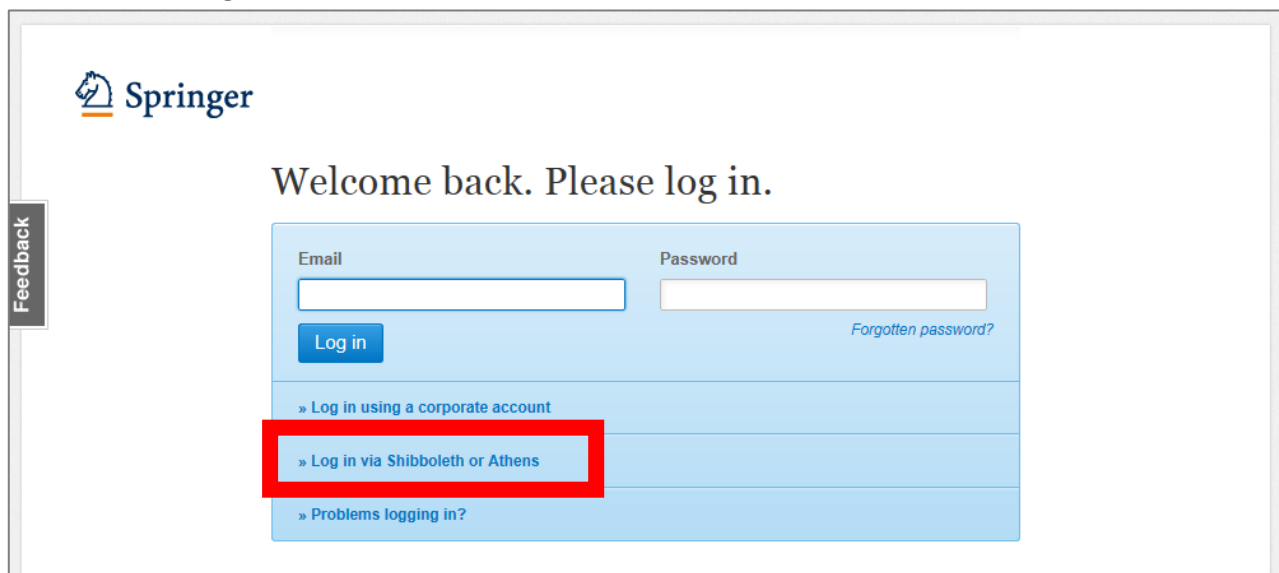 Springer
Welcome back. Please log in.
Feedback
Email
Password
Log in
Forgotten password?
» Log in using a corporate account
» Log in via Shibboleth or Athens
» Problems logging in?